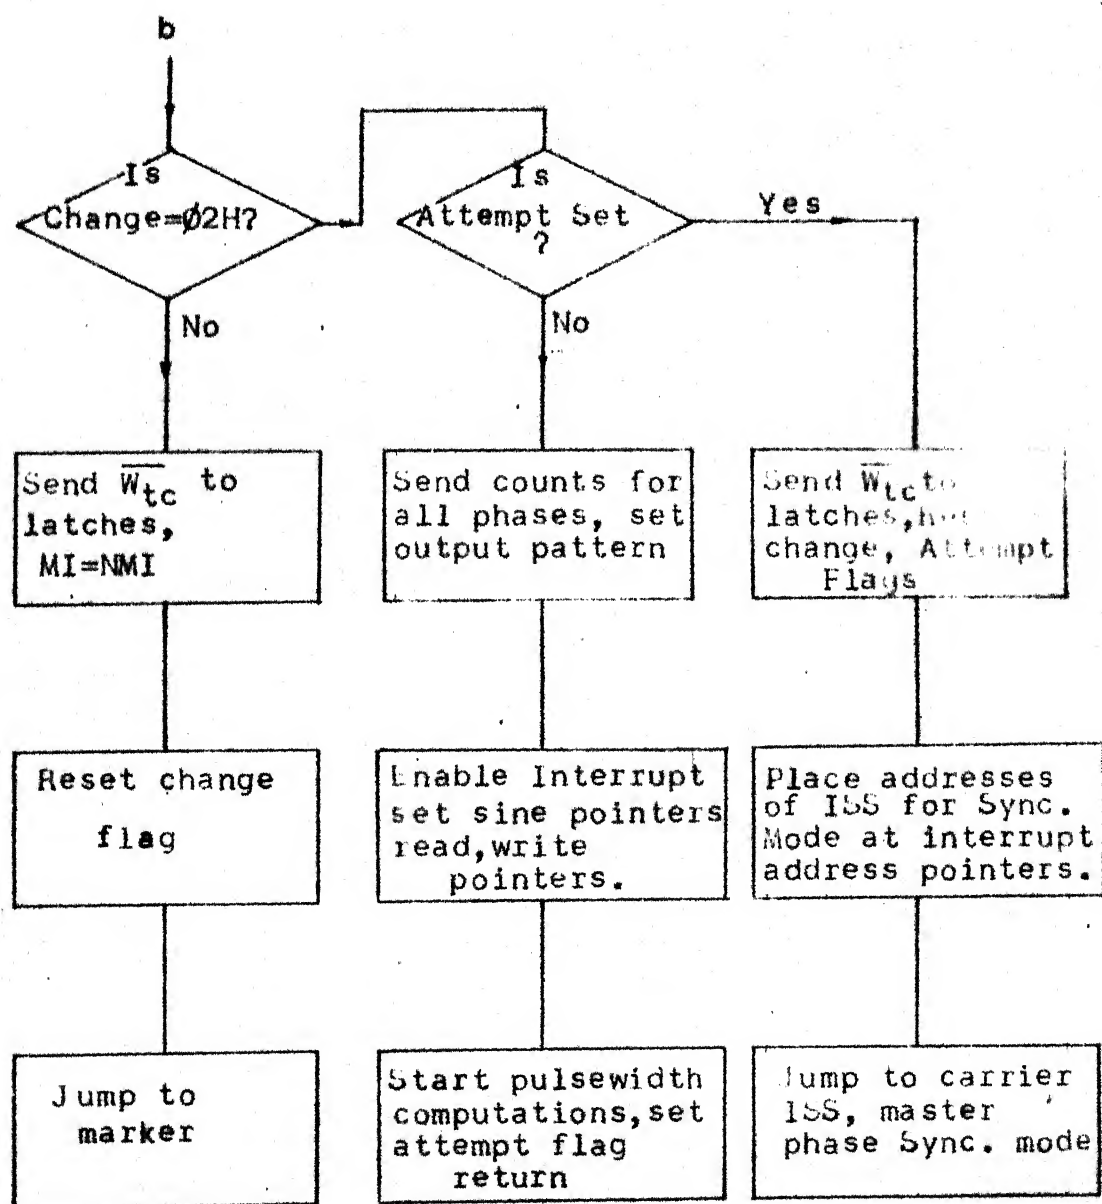 b
Is
Change=Ø2H?
No
Is
Attempt Set
?
Yes
No
Send W̅t̅c̅ to
latches,
MI=NMI
Reset change
flag
Jump to
marker
Send counts for
all phases, set
output pattern
Enable Interrupt
set sine pointers
read,write
pointers.
Start pulsewidth
computations,set
attempt flag
return
Send W̅t̅c̅ to
latches,
change, Attempt
Flags
Place addresses
of ISS for Sync.
Mode at interrupt
address pointers.
Jump to carrier
ISS, master
phase Sync. mode